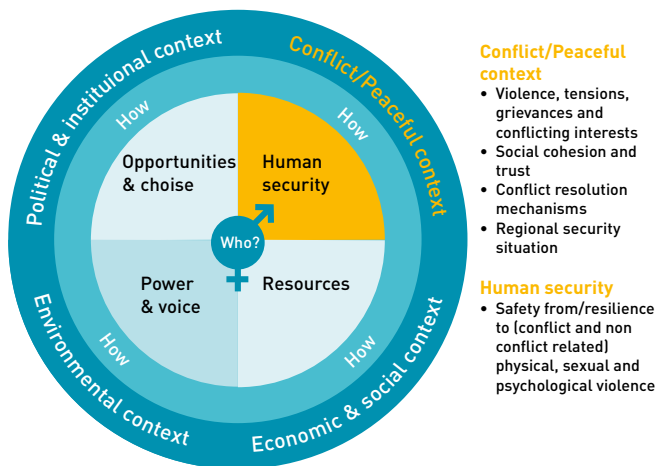 Political & instituional context
Conflict/Peaceful context
How
How
Opportunities
& choise
Human
security
Who?
Power
& voice
Resources
How
How
Environmental context
Economic & social context
Conflict/Peaceful
context
• Violence, tensions,
grievances and
conflicting interests
• Social cohesion and
trust
• Conflict resolution
mechanisms
• Regional security
situation
Human security
• Safety from/resilience
to (conflict and non
conflict related)
physical, sexual and
psychological violence